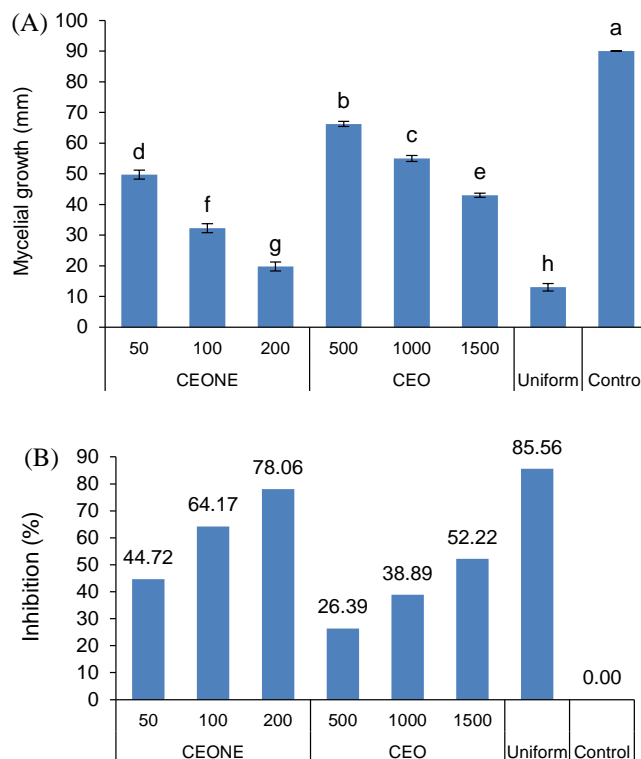 (A)
Mycelial growth (mm)
100
90
80
70
60
50
40
30
20
10
0
d
f
g
b
c
e
h
a
50 100 200 500 1000 1500
CEONE CEO Uniform Contro
(B)
Inhibition (%)
90
80
70
60
50
40
30
20
10
0
44.72
64.17
78.06
26.39
38.89
52.22
85.56
0.00
50 100 200 500 1000 1500
CEONE CEO Uniform Control